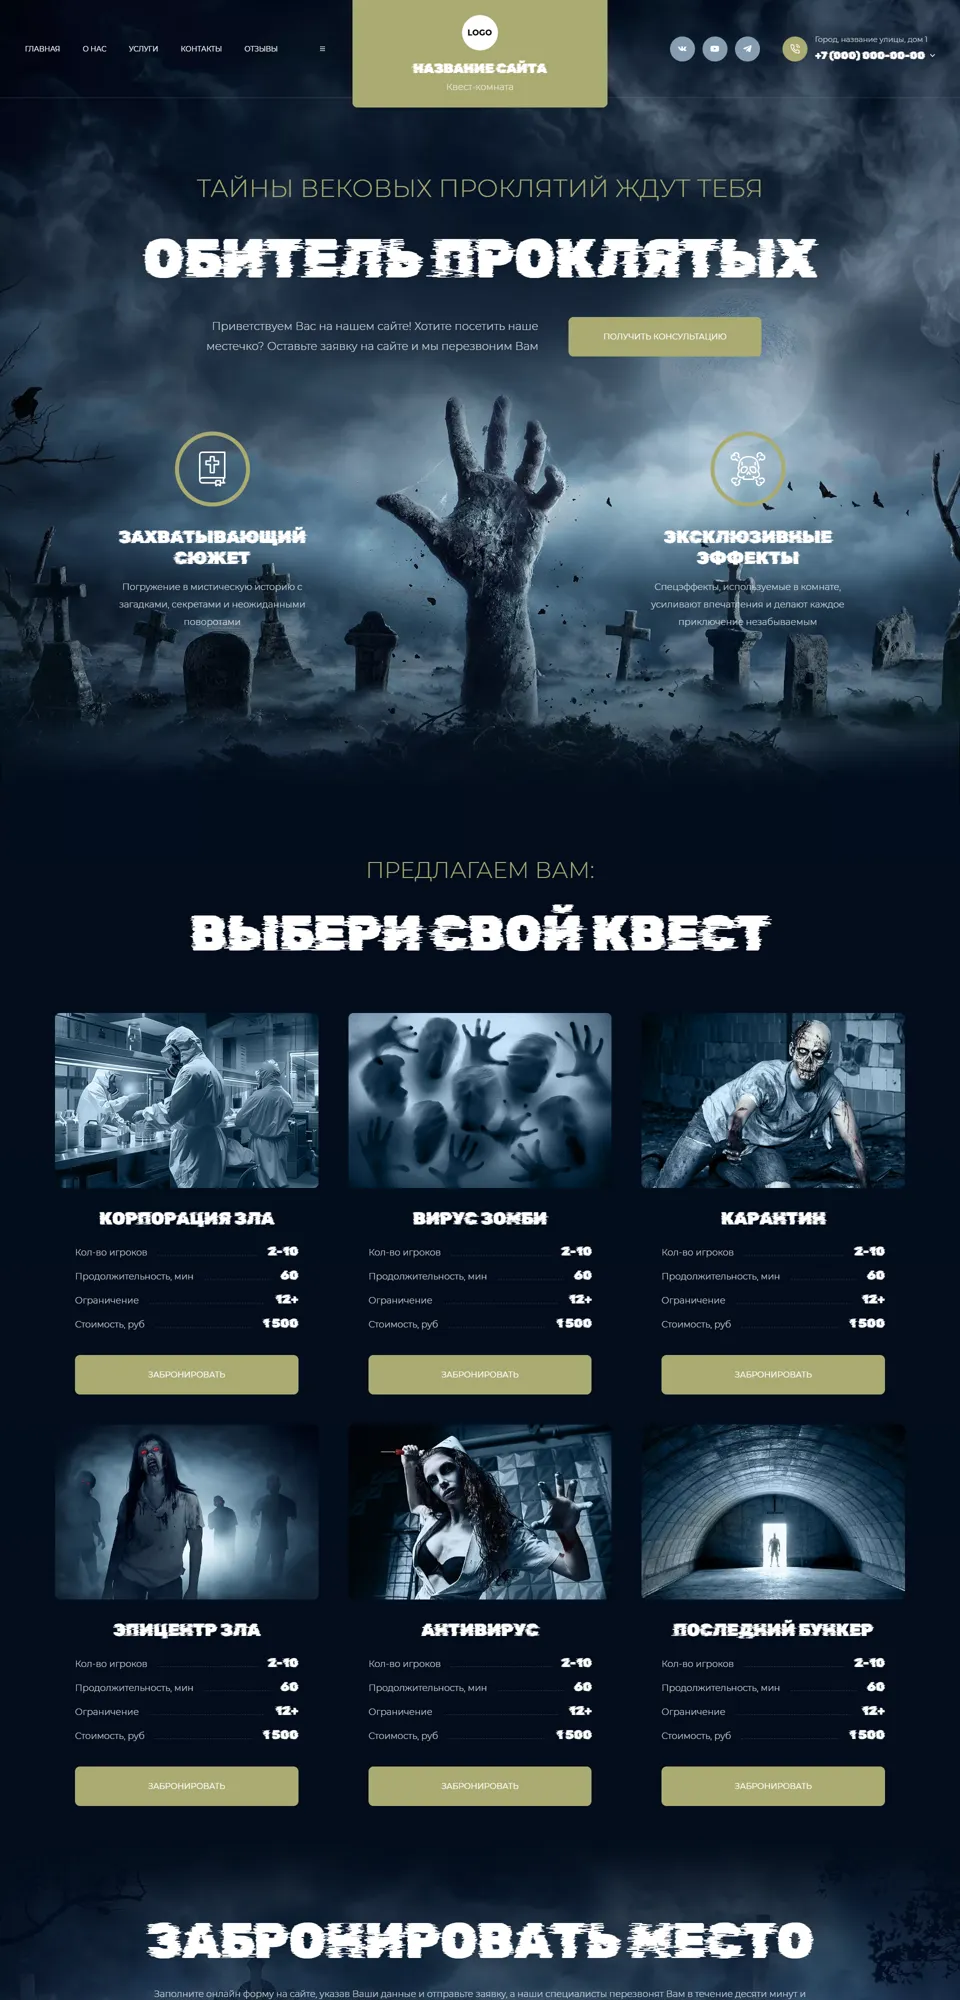 ГЛАВНАЯ О НАС УСЛУГИ КОНТАКТЫ ОТЗЫВЫ
LOGO
НАЗВАНИЕ САЙТА
Квест-комната
Город, название улицы, дом 1
+7 (000) 000-00-00
ТАЙНЫ ВЕКОВЫХ ПРОКЛЯТИЙ ЖДУТ ТЕБЯ
ОБИТЕЛЬ ПРОКЛЯТЫХ
Приветствуем Вас на нашем сайте! Хотите посетить наше
местечко? Оставьте заявку на сайте и мы перезвоним Вам
ПОЛУЧИТЬ КОНСУЛЬТАЦИЮ
ЗАХВАТЫВАЮЩИЙ
СЮЖЕТ
Погружение в мистическую историю с
загадками, секретами и неожиданными
поворотами
ЭКСКЛЮЗИВНЫЕ
ЭФФЕКТЫ
Спецэффекты, используемые в комнате,
усиливают впечатления и делают каждое
приключение незабываемым
ПРЕДЛАГАЕМ ВАМ:
ВЫБЕРИ СВОЙ КВЕСТ
КОРПОРАЦИЯ ЗЛА
Кол-во игроков 2-10
Продолжительность, мин 60
Ограничение 12+
Стоимость, руб 1 500
ЗАБРОНИРОВАТЬ
ВИРУС ЗОМБИ
Кол-во игроков 2-10
Продолжительность, мин 60
Ограничение 12+
Стоимость, руб 1 500
ЗАБРОНИРОВАТЬ
КАРАНТИН
Кол-во игроков 2-10
Продолжительность, мин 60
Ограничение 12+
Стоимость, руб 1 500
ЗАБРОНИРОВАТЬ
ЭПИЦЕНТР ЗЛА
Кол-во игроков 2-10
Продолжительность, мин 60
Ограничение 12+
Стоимость, руб 1 500
ЗАБРОНИРОВАТЬ
АНТИВИРУС
Кол-во игроков 2-10
Продолжительность, мин 60
Ограничение 12+
Стоимость, руб 1 500
ЗАБРОНИРОВАТЬ
ПОСЛЕДНИЙ БУНКЕР
Кол-во игроков 2-10
Продолжительность, мин 60
Ограничение 12+
Стоимость, руб 1 500
ЗАБРОНИРОВАТЬ
ЗАБРОНИРОВАТЬ МЕСТО
Заполните онлайн форму на сайте, указав Ваши данные и отправьте заявку, а наши специалисты перезвонят Вам в течение десяти минут и